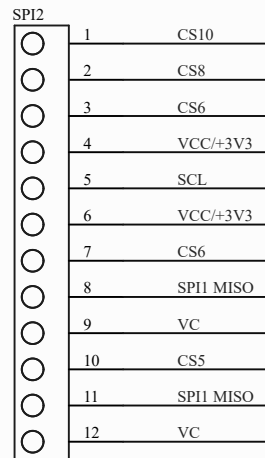 SPI2
1 CS10
2 CS8
3 CS6
4 VCC/+3V3
5 SCL
6 VCC/+3V3
7 CS6
8 SPI1 MISO
9 VC
10 CS5
11 SPI1 MISO
12 VC